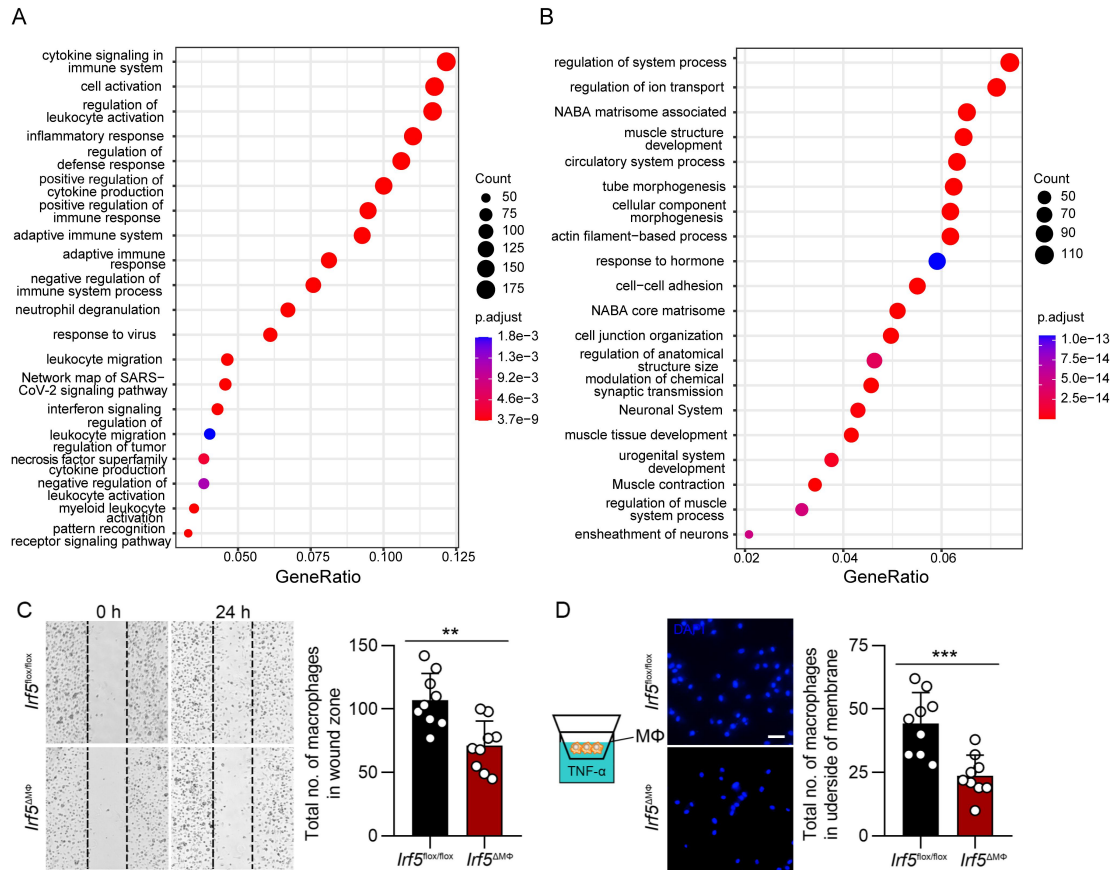 A
cytokine signaling in
immune system
cell activation
regulation of
leukocyte activation
inflammatory response
regulation of
defense response
positive regulation of
cytokine production
positive regulation of
immune response
adaptive immune system
adaptive immune
response
negative regulation of
immune system process
neutrophil degranulation
response to virus
leukocyte migration
Network map of SARS−
CoV-2 signaling pathway
interferon signaling
regulation of
leukocyte migration
regulation of tumor
necrosis factor superfamily
cytokine production
negative regulation of
leukocyte activation
myeloid leukocyte
activation
pattern recognition
receptor signaling pathway
0.050
0.075
0.100
0.125
GeneRatio
Count
50
75
100
125
150
175
p.adjust
1.8e−3
1.3e−3
9.2e−3
4.6e−3
3.7e−9
B
regulation of system process
regulation of ion transport
NABA matrisome associated
muscle structure
development
circulatory system process
tube morphogenesis
cellular component
morphogenesis
actin filament−based process
response to hormone
cell−cell adhesion
NABA core matrisome
cell junction organization
regulation of anatomical
structure size
modulation of chemical
synaptic transmission
Neuronal System
muscle tissue development
urogenital system
development
Muscle contraction
regulation of muscle
system process
ensheathment of neurons
0.02
0.04
0.06
GeneRatio
Count
50
70
90
110
p.adjust
1.0e−13
7.5e−14
5.0e−14
2.5e−14
C
0 h
24 h
Irf5flox/flox
Irf5ΔMΦ
Total no. of macrophages
in wound zone
150
100
50
0
**
Irf5flox/flox
Irf5ΔMΦ
D
MΦ
TNF-α
DAPI
Irf5flox/flox
Irf5ΔMΦ
Total no. of macrophages
in uderside of membrane
75
50
25
0
***
Irf5flox/flox
Irf5ΔMΦ